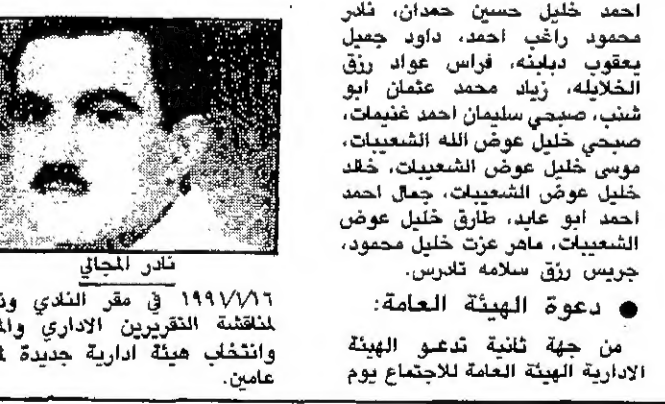 احمد خليل حسين حمدان، نادر
محمود راغب احمد، داود جميل
يعقوب دبابنه، فراس عواد رزق
الخلايله، زياد محمد عثمان ابو
شنب، صبحي سليمان احمد غنيمات،
صبحي خليل عوض الله الشعيبات،
موسى خليل عوض الشعيبات، خالد
خليل عوض الشعيبات، جمال احمد
احمد ابو عابد، طارق خليل عوض
الشعيبات، ماهر عزت خليل محمود،
جريس رزق سلامه تادرس.
● دعوة الهيئة العامة:
من جهة ثانية تدعو الهيئة
الادارية الهيئة العامة للاجتماع يوم
نادر المجالي
١٩٩١/١/١٦ في مقر النادي
لمناقشة التقريرين الاداري
وانتخاب هيئة ادارية جديدة
عامين.